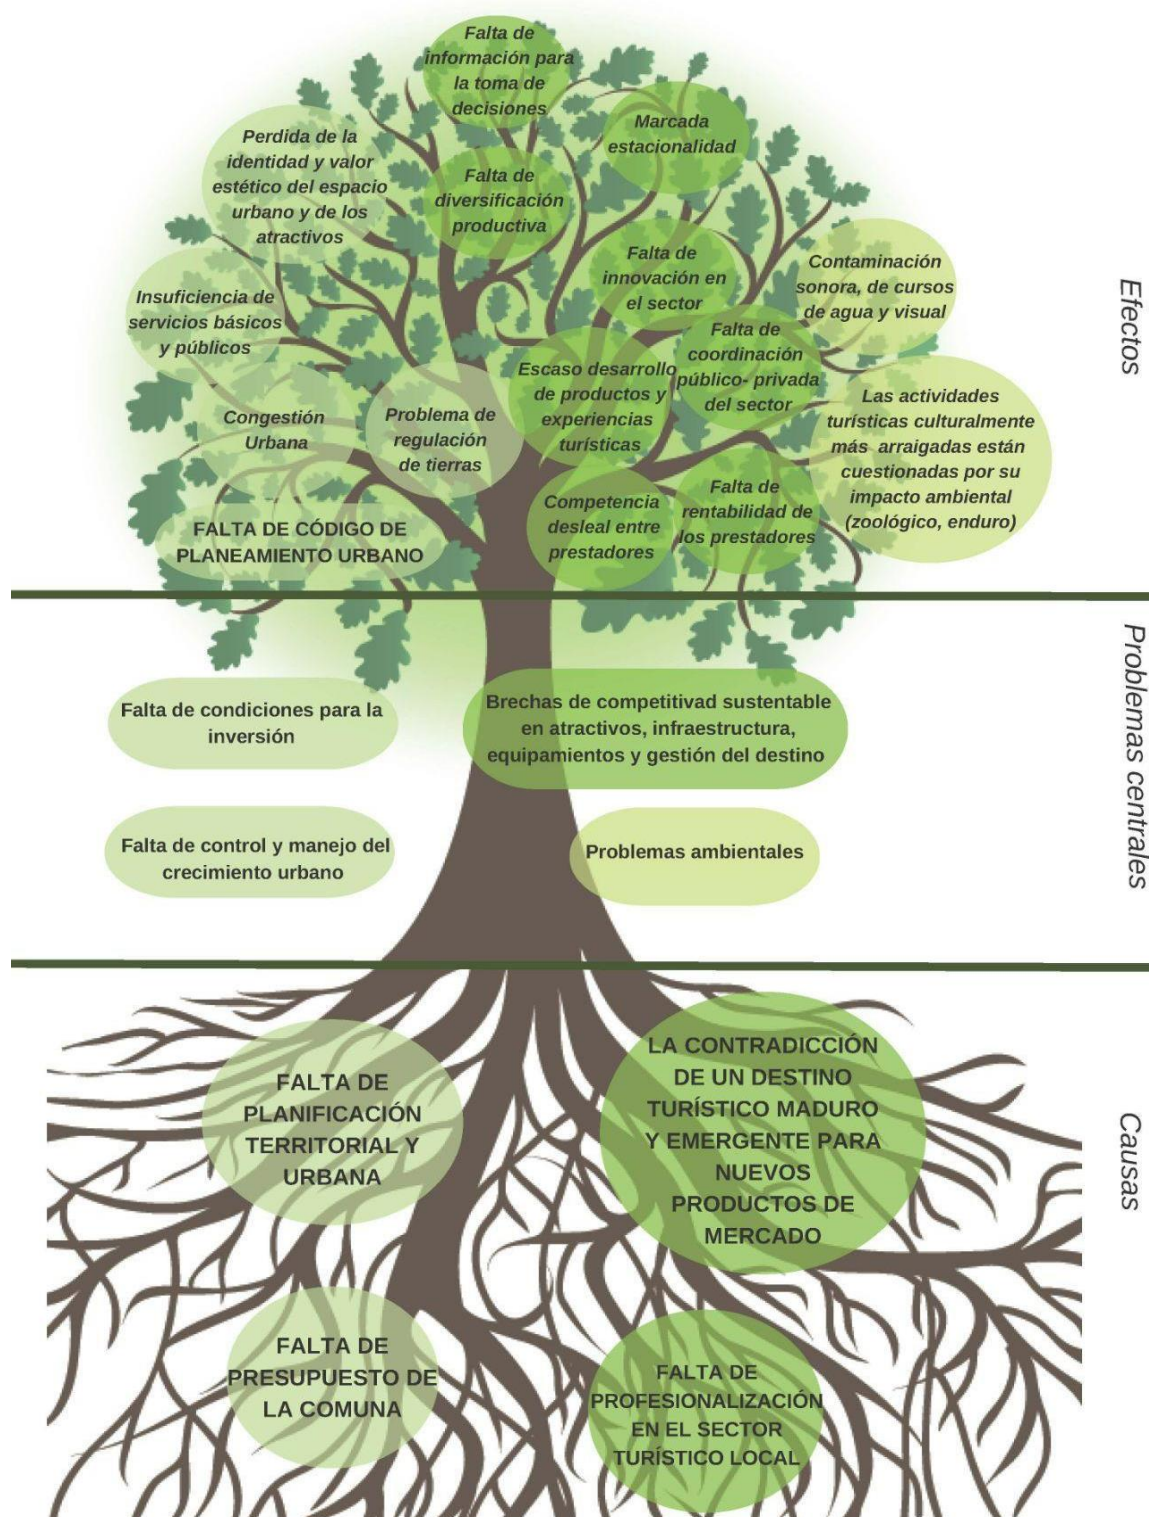 Falta de
información para
la toma de
decisiones
Marcada
estacionalidad
Perdida de la
identidad y valor
estético del espacio
urbano y de los
atractivos
Falta de
diversificación
productiva
Falta de
innovación en
el sector
Contaminación
sonora, de cursos
de agua y visual
Insuficiencia de
servicios básicos
y públicos
Falta de
coordinación
público- privada
del sector
Escaso desarrollo
de productos y
experiencias
turísticas
Las actividades
turísticas culturalmente
más arraigadas están
cuestionadas por su
impacto ambiental
(zoológico, enduro)
Congestión
Urbana
Problema de
regulación
de tierras
Competencia
desleal entre
prestadores
Falta de
rentabilidad de
los prestadores
FALTA DE CÓDIGO DE
PLANEAMIENTO URBANO
Efectos
Falta de condiciones para la
inversión
Brechas de competitivad sustentable
en atractivos, infraestructura,
equipamientos y gestión del destino
Falta de control y manejo del
crecimiento urbano
Problemas ambientales
Problemas centrales
FALTA DE
PLANIFICACIÓN
TERRITORIAL Y
URBANA
LA CONTRADICCIÓN
DE UN DESTINO
TURÍSTICO MADURO
Y EMERGENTE PARA
NUEVOS
PRODUCTOS DE
MERCADO
FALTA DE
PRESUPUESTO DE
LA COMUNA
FALTA DE
PROFESIONALIZACIÓN
EN EL SECTOR
TURÍSTICO LOCAL
Causas